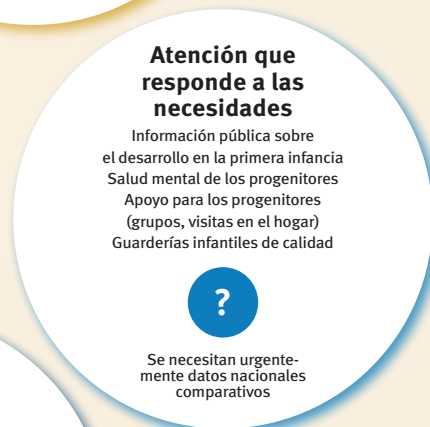 Atención que
responde a las
necesidades
Información pública sobre
el desarrollo en la primera infancia
Salud mental de los progenitores
Apoyo para los progenitores
(grupos, visitas en el hogar)
Guarderías infantiles de calidad
?
Se necesitan urgente-
mente datos nacionales
comparativos